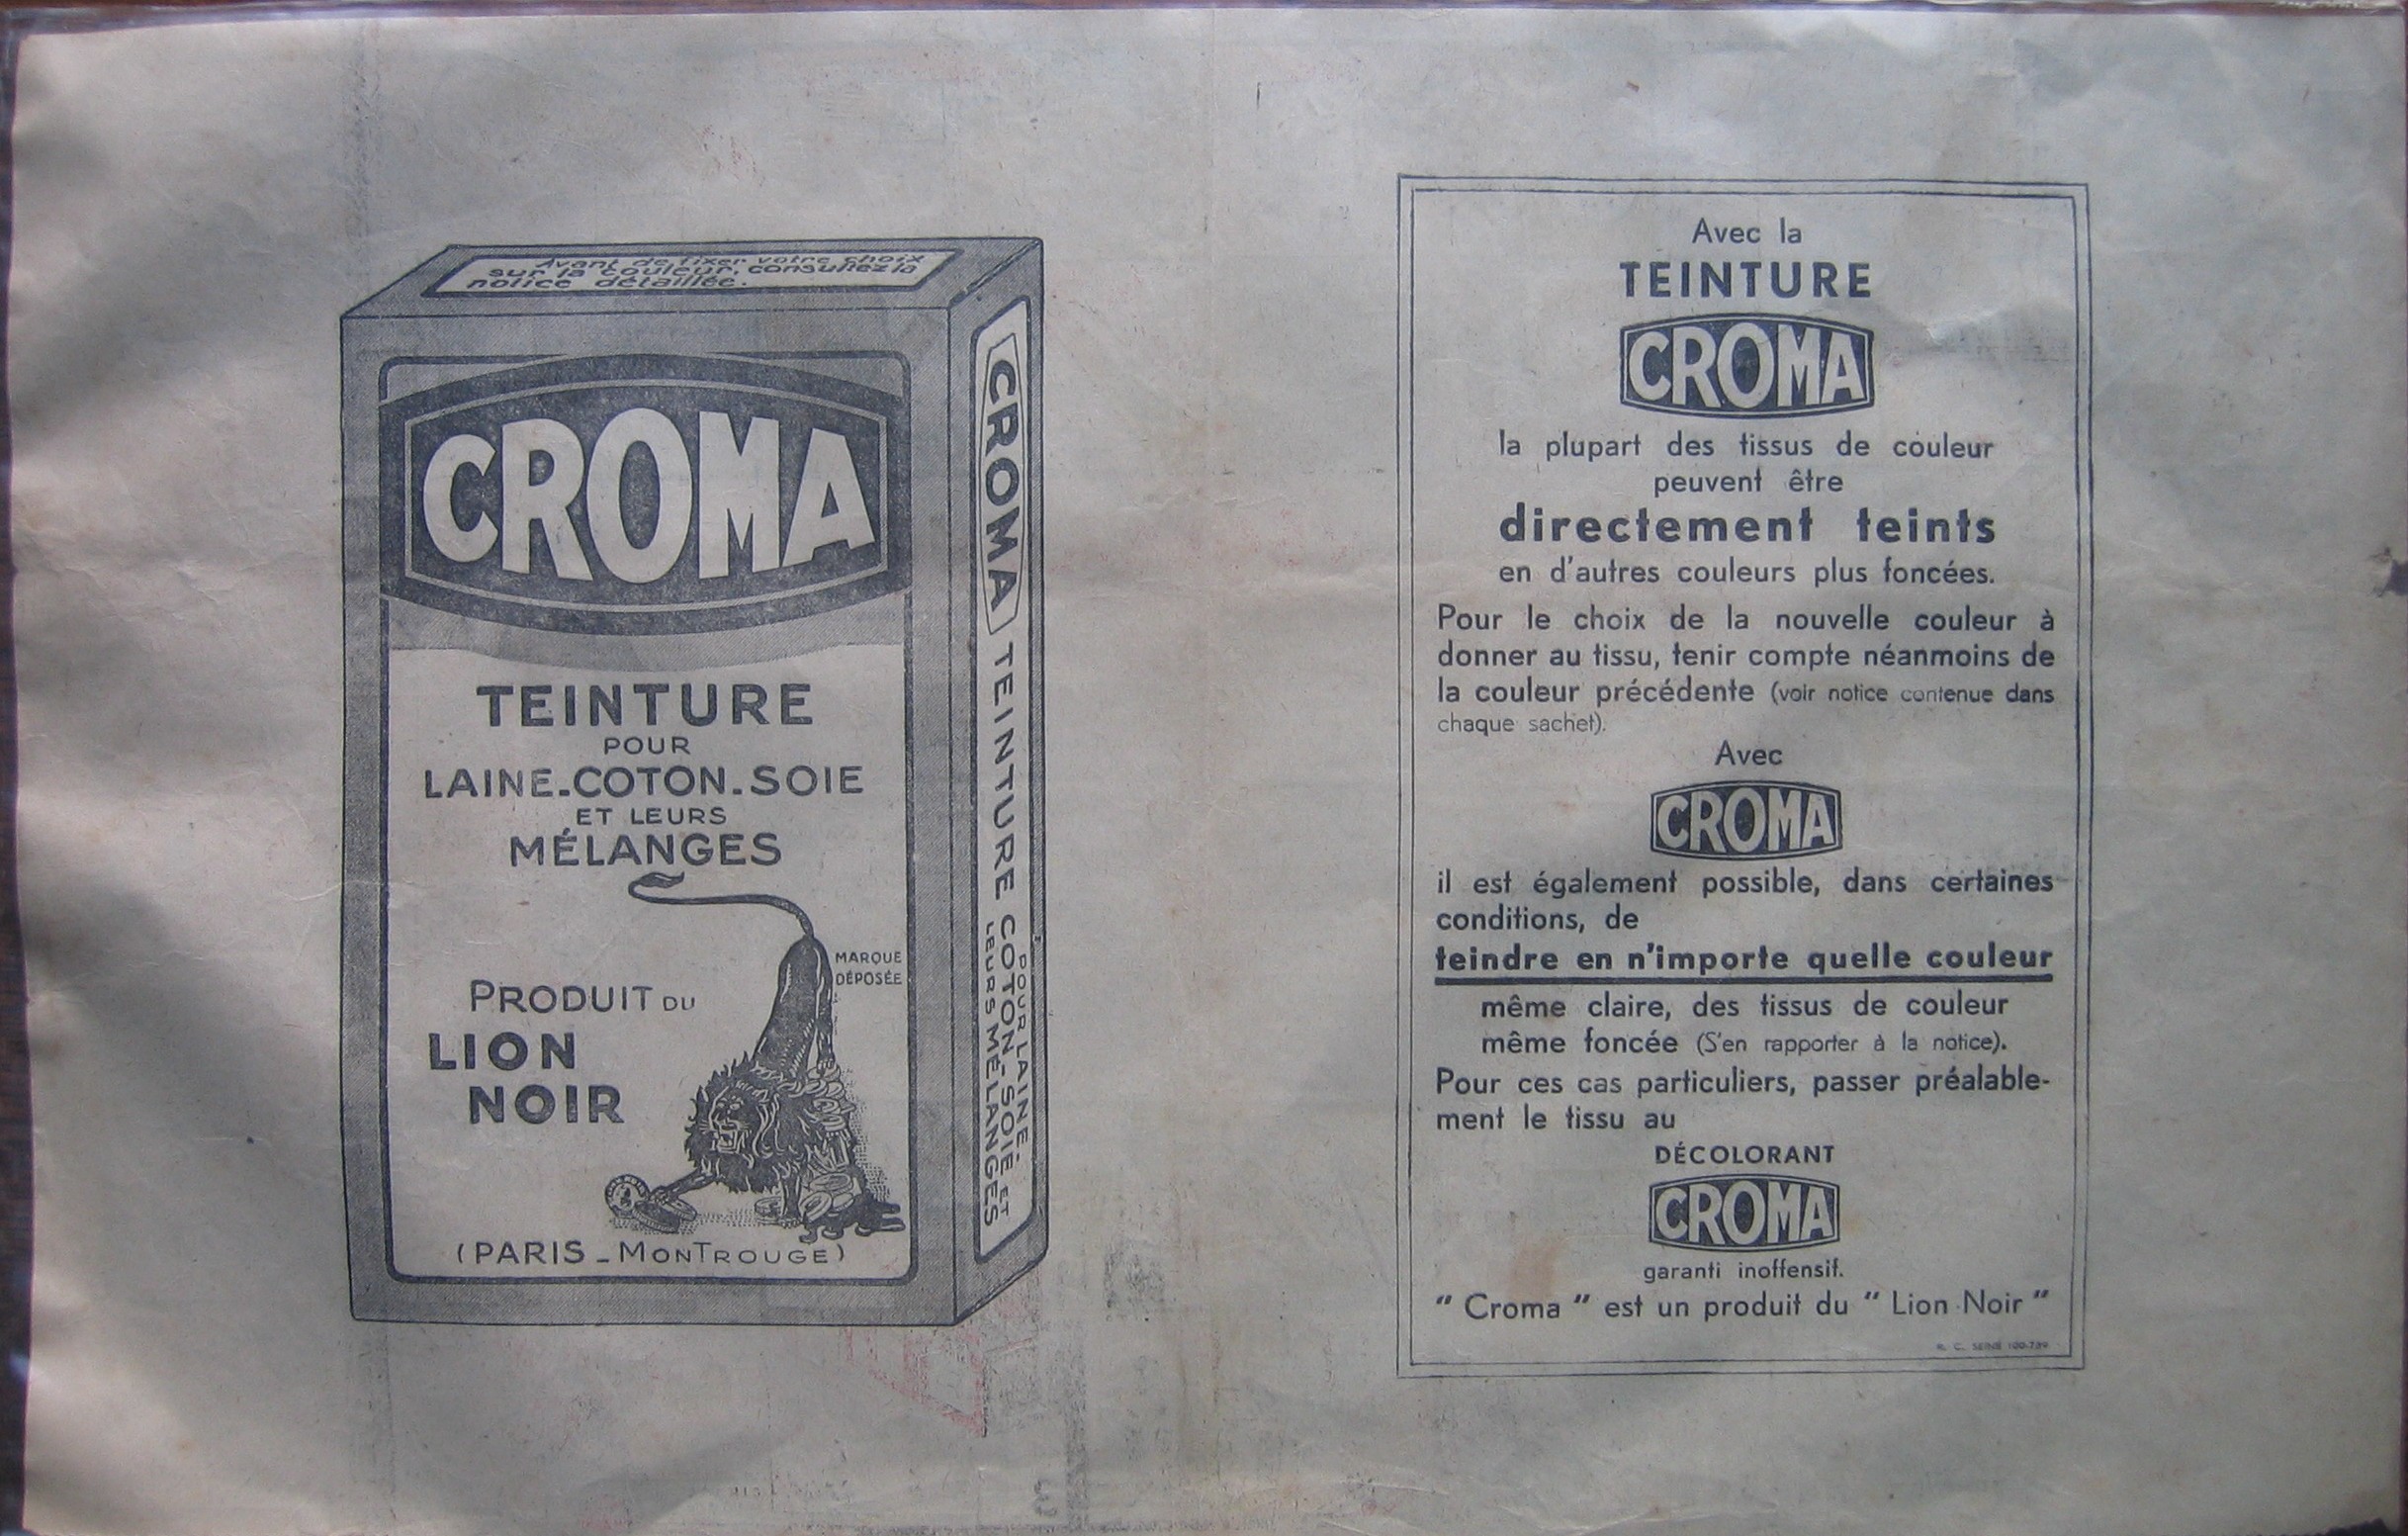 Avant de fixer votre choix
sur la couleur, consultez la
notice détaillée.
CROMA
TEINTURE
POUR
LAINE-COTON-SOIE
ET LEURS
MÉLANGES
MARQUE
DÉPOSÉE
PRODUIT DU
LION
NOIR
(PARIS - MONTROUGE)
CROMA TEINTURE POUR LAINE-
COTON-SOIE ET
LEURS MÉLANGES
Avec la
TEINTURE
CROMA
la plupart des tissus de couleur
peuvent être
directement teints
en d'autres couleurs plus foncées.
Pour le choix de la nouvelle couleur à
donner au tissu, tenir compte néanmoins de
la couleur précédente (voir notice contenue dans
chaque sachet).
Avec
CROMA
il est également possible, dans certaines
conditions, de
teindre en n'importe quelle couleur
même claire, des tissus de couleur
même foncée (S'en rapporter à la notice).
Pour ces cas particuliers, passer préalable-
ment le tissu au
DÉCOLORANT
CROMA
garanti inoffensif.
" Croma " est un produit du " Lion Noir "
R. C. SEINE 100-739